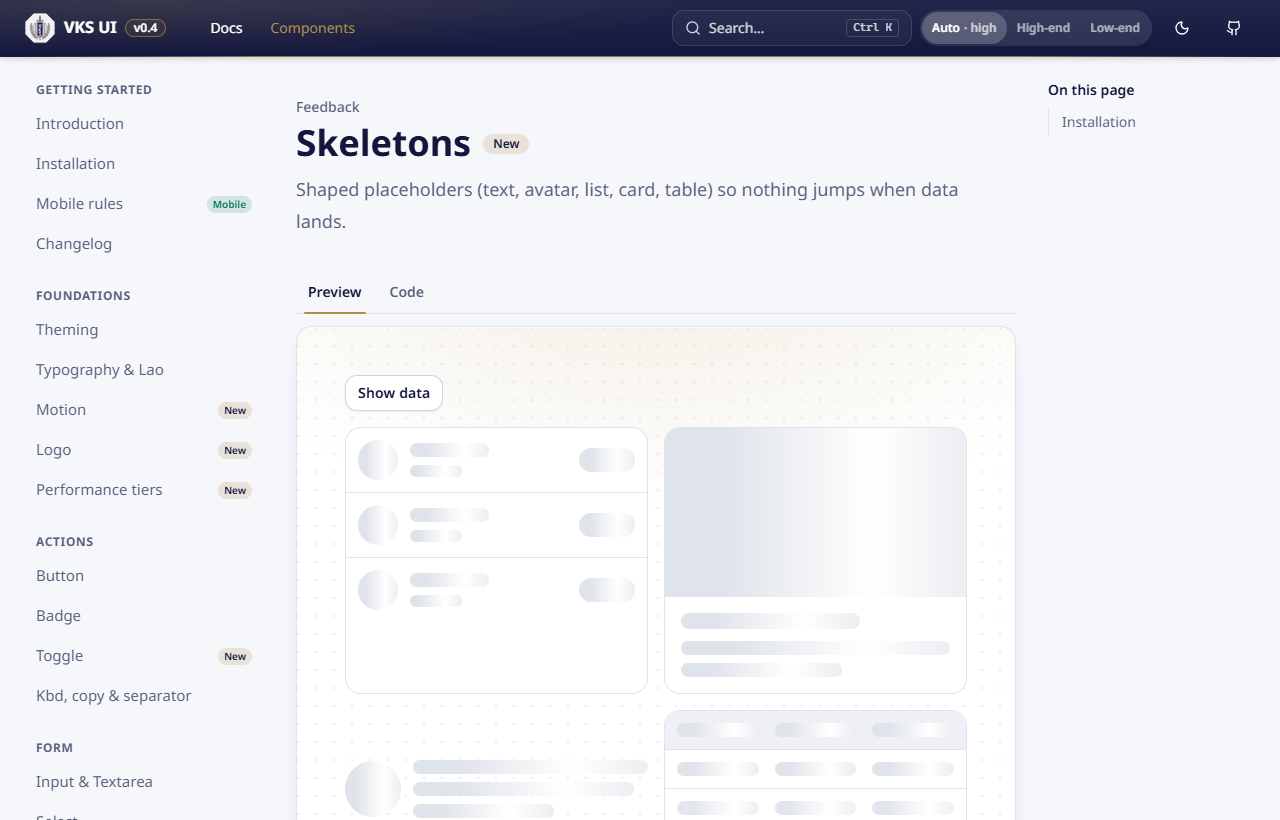 VKS UI v0.4 Docs Components Search... Ctrl K Auto · high High-end Low-end
GETTING STARTED
Introduction
Installation
Mobile rules Mobile
Changelog
FOUNDATIONS
Theming
Typography & Lao
Motion New
Logo New
Performance tiers New
ACTIONS
Button
Badge
Toggle New
Kbd, copy & separator
FORM
Input & Textarea
Select
Feedback
Skeletons New
Shaped placeholders (text, avatar, list, card, table) so nothing jumps when data
lands.
Preview Code
Show data
On this page
Installation